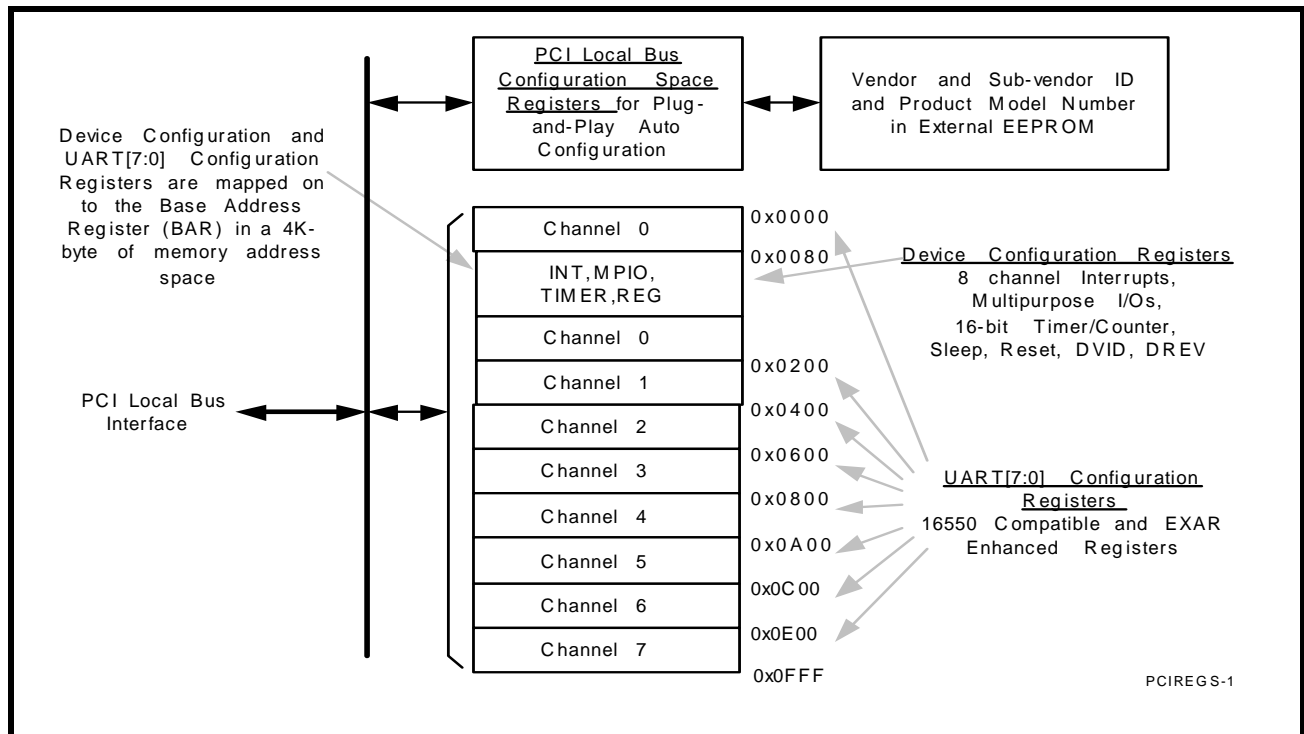 PCI Local Bus
Configuration Space
Registers for Plug-
and-Play Auto
Configuration
Vendor and Sub-vendor ID
and Product Model Number
in External EEPROM
Device Configuration and
UART[7:0] Configuration
Registers are mapped on
to the Base Address
Register (BAR) in a 4K-
byte of memory address
space
PCI Local Bus
Interface
Channel 0
INT,MPIO,
TIMER,REG
Channel 0
Channel 1
Channel 2
Channel 3
Channel 4
Channel 5
Channel 6
Channel 7
0x0000
0x0080
0x0200
0x0400
0x0600
0x0800
0x0A00
0x0C00
0x0E00
0x0FFF
Device Configuration Registers
8 channel Interrupts,
Multipurpose I/Os,
16-bit Timer/Counter,
Sleep, Reset, DVID, DREV
UART[7:0] Configuration
Registers
16550 Compatible and EXAR
Enhanced Registers
PCIREGS-1